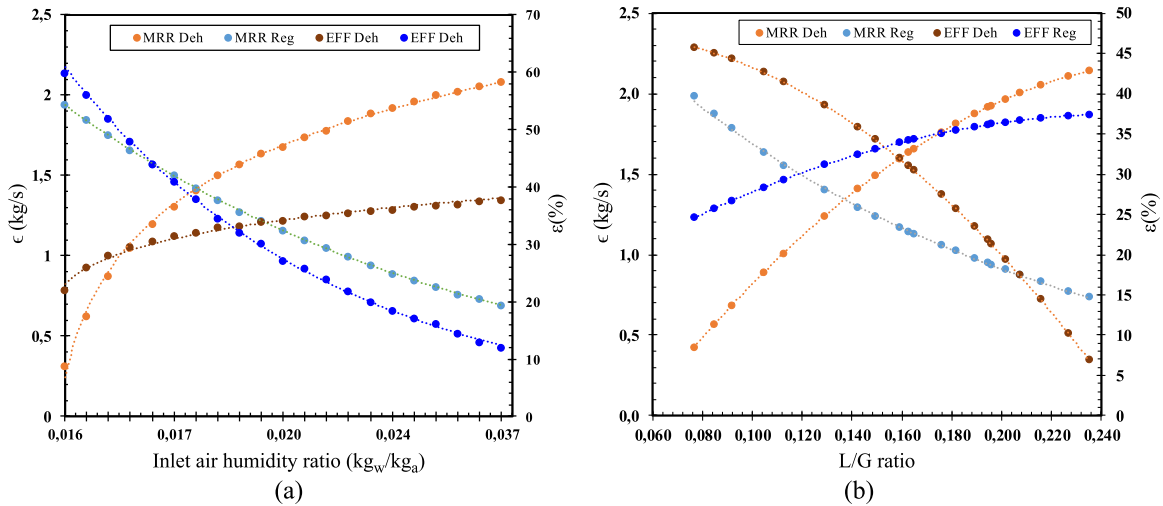 2,5
2
1,5
1
0,5
0
ϵ (kg/s)
MRR Deh MRR Reg EFF Deh EFF Deh
70
60
50
40
30
20
10
0
ε(%)
0,016 0,017 0,020 0,024 0,037
Inlet air humidity ratio (kgw/kga)
(a)
2,5
2,0
1,5
1,0
0,5
0,0
ϵ (kg/s)
MRR Deh MRR Reg EFF Deh EFF Reg
50
45
40
35
30
25
20
15
10
5
0
ε(%)
0,060 0,080 0,100 0,120 0,140 0,160 0,180 0,200 0,220 0,240
L/G ratio
(b)